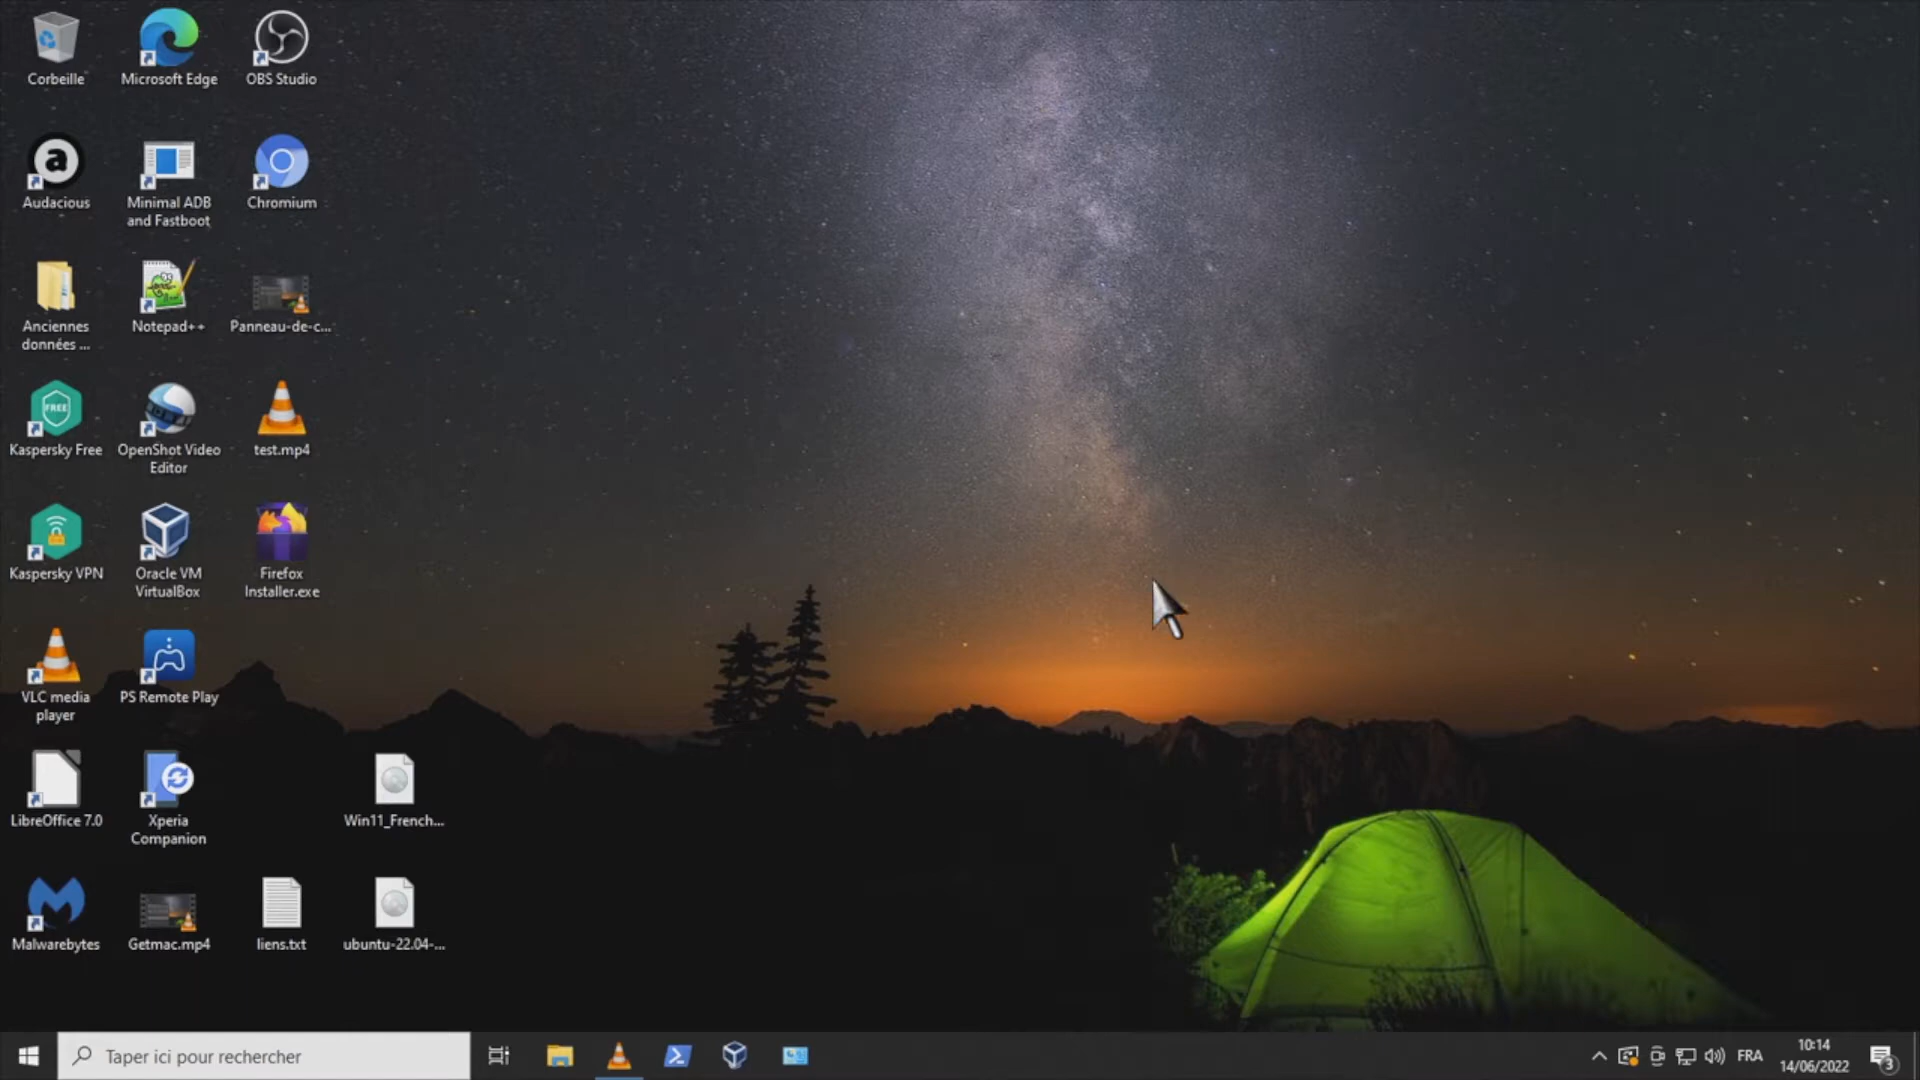 Corbeille
Microsoft Edge
OBS Studio
Audacious
Minimal ADB
and Fastboot
Chromium
Anciennes
données ...
Notepad++
Panneau-de-c...
FREE
Kaspersky Free
OpenShot Video
Editor
test.mp4
Kaspersky VPN
Oracle VM
VirtualBox
Firefox
Installer.exe
VLC media
player
PS Remote Play
LibreOffice 7.0
Xperia
Companion
Win11_French...
Malwarebytes
Getmac.mp4
liens.txt
ubuntu-22.04-...
Taper ici pour rechercher
FRA
10:14
14/06/2022
3